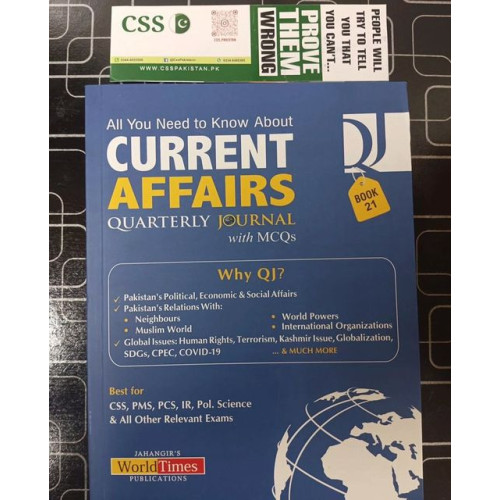 CSS
WWW.CSSPAKISTAN.PK
PROVE
THEM
WRONG
PEOPLE WILL
TRY TO TELL
YOU THAT
YOU CAN'T...
All You Need to Know About
CURRENT
AFFAIRS
QUARTERLY JOURNAL
with MCQs
QJ
BOOK
21
Why QJ?
✓ Pakistan's Political, Economic & Social Affairs
✓ Pakistan's Relations With:
• Neighbours
• World Powers
• Muslim World
• International Organizations
✓ Global Issues: Human Rights, Terrorism, Kashmir Issue, Globalization,
SDGs, CPEC, COVID-19
... & MUCH MORE
Best for
CSS, PMS, PCS, IR, Pol. Science
& All Other Relevant Exams
JAHANGIR'S
WorldTimes
PUBLICATIONS